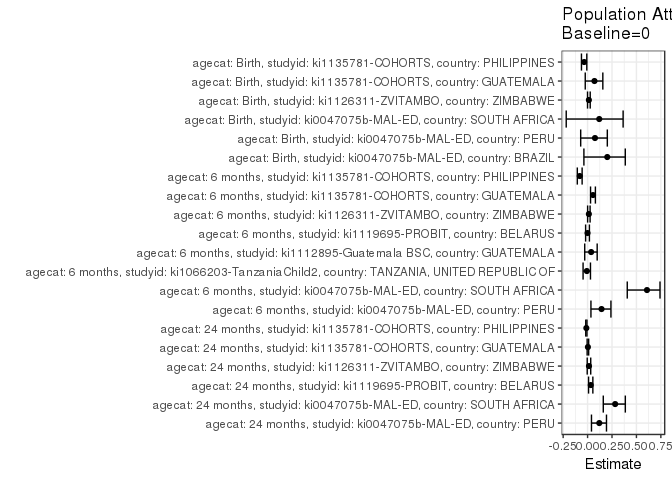 Population Att
Baseline=0
agecat: Birth, studyid: ki1135781-COHORTS, country: PHILIPPINES
agecat: Birth, studyid: ki1135781-COHORTS, country: GUATEMALA
agecat: Birth, studyid: ki1126311-ZVITAMBO, country: ZIMBABWE
agecat: Birth, studyid: ki0047075b-MAL-ED, country: SOUTH AFRICA
agecat: Birth, studyid: ki0047075b-MAL-ED, country: PERU
agecat: Birth, studyid: ki0047075b-MAL-ED, country: BRAZIL
agecat: 6 months, studyid: ki1135781-COHORTS, country: PHILIPPINES
agecat: 6 months, studyid: ki1135781-COHORTS, country: GUATEMALA
agecat: 6 months, studyid: ki1126311-ZVITAMBO, country: ZIMBABWE
agecat: 6 months, studyid: ki1119695-PROBIT, country: BELARUS
agecat: 6 months, studyid: ki1112895-Guatemala BSC, country: GUATEMALA
agecat: 6 months, studyid: ki1066203-TanzaniaChild2, country: TANZANIA, UNITED REPUBLIC OF
agecat: 6 months, studyid: ki0047075b-MAL-ED, country: SOUTH AFRICA
agecat: 6 months, studyid: ki0047075b-MAL-ED, country: PERU
agecat: 24 months, studyid: ki1135781-COHORTS, country: PHILIPPINES
agecat: 24 months, studyid: ki1135781-COHORTS, country: GUATEMALA
agecat: 24 months, studyid: ki1126311-ZVITAMBO, country: ZIMBABWE
agecat: 24 months, studyid: ki1119695-PROBIT, country: BELARUS
agecat: 24 months, studyid: ki0047075b-MAL-ED, country: SOUTH AFRICA
agecat: 24 months, studyid: ki0047075b-MAL-ED, country: PERU
-0.250.000.250.500.75
Estimate